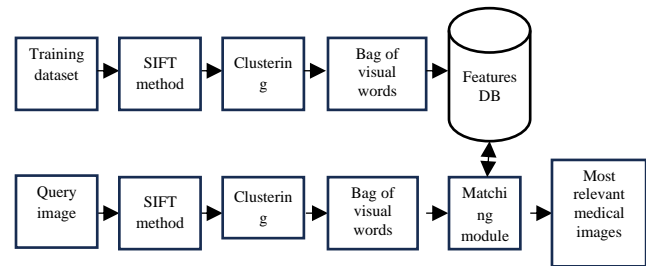 Training
dataset
SIFT
method
Clusterin
g
Bag of
visual
words
Features
DB
Query
image
SIFT
method
Clusterin
g
Bag of
visual
words
Matchi
ng
module
Most
relevant
medical
images